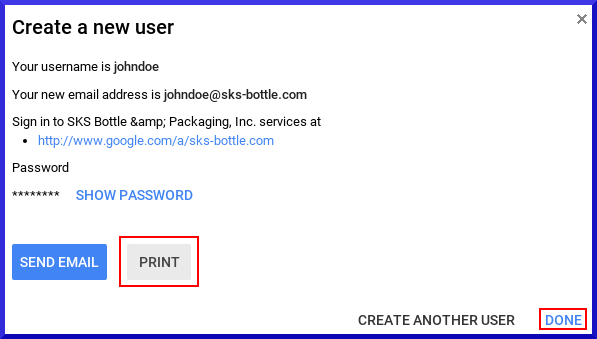 Create a new user
Your username is johndoe
Your new email address is johndoe@sks-bottle.com
Sign in to SKS Bottle &amp; Packaging, Inc. services at
• http://www.google.com/a/sks-bottle.com
Password
******** SHOW PASSWORD
SEND EMAIL PRINT
CREATE ANOTHER USER DONE